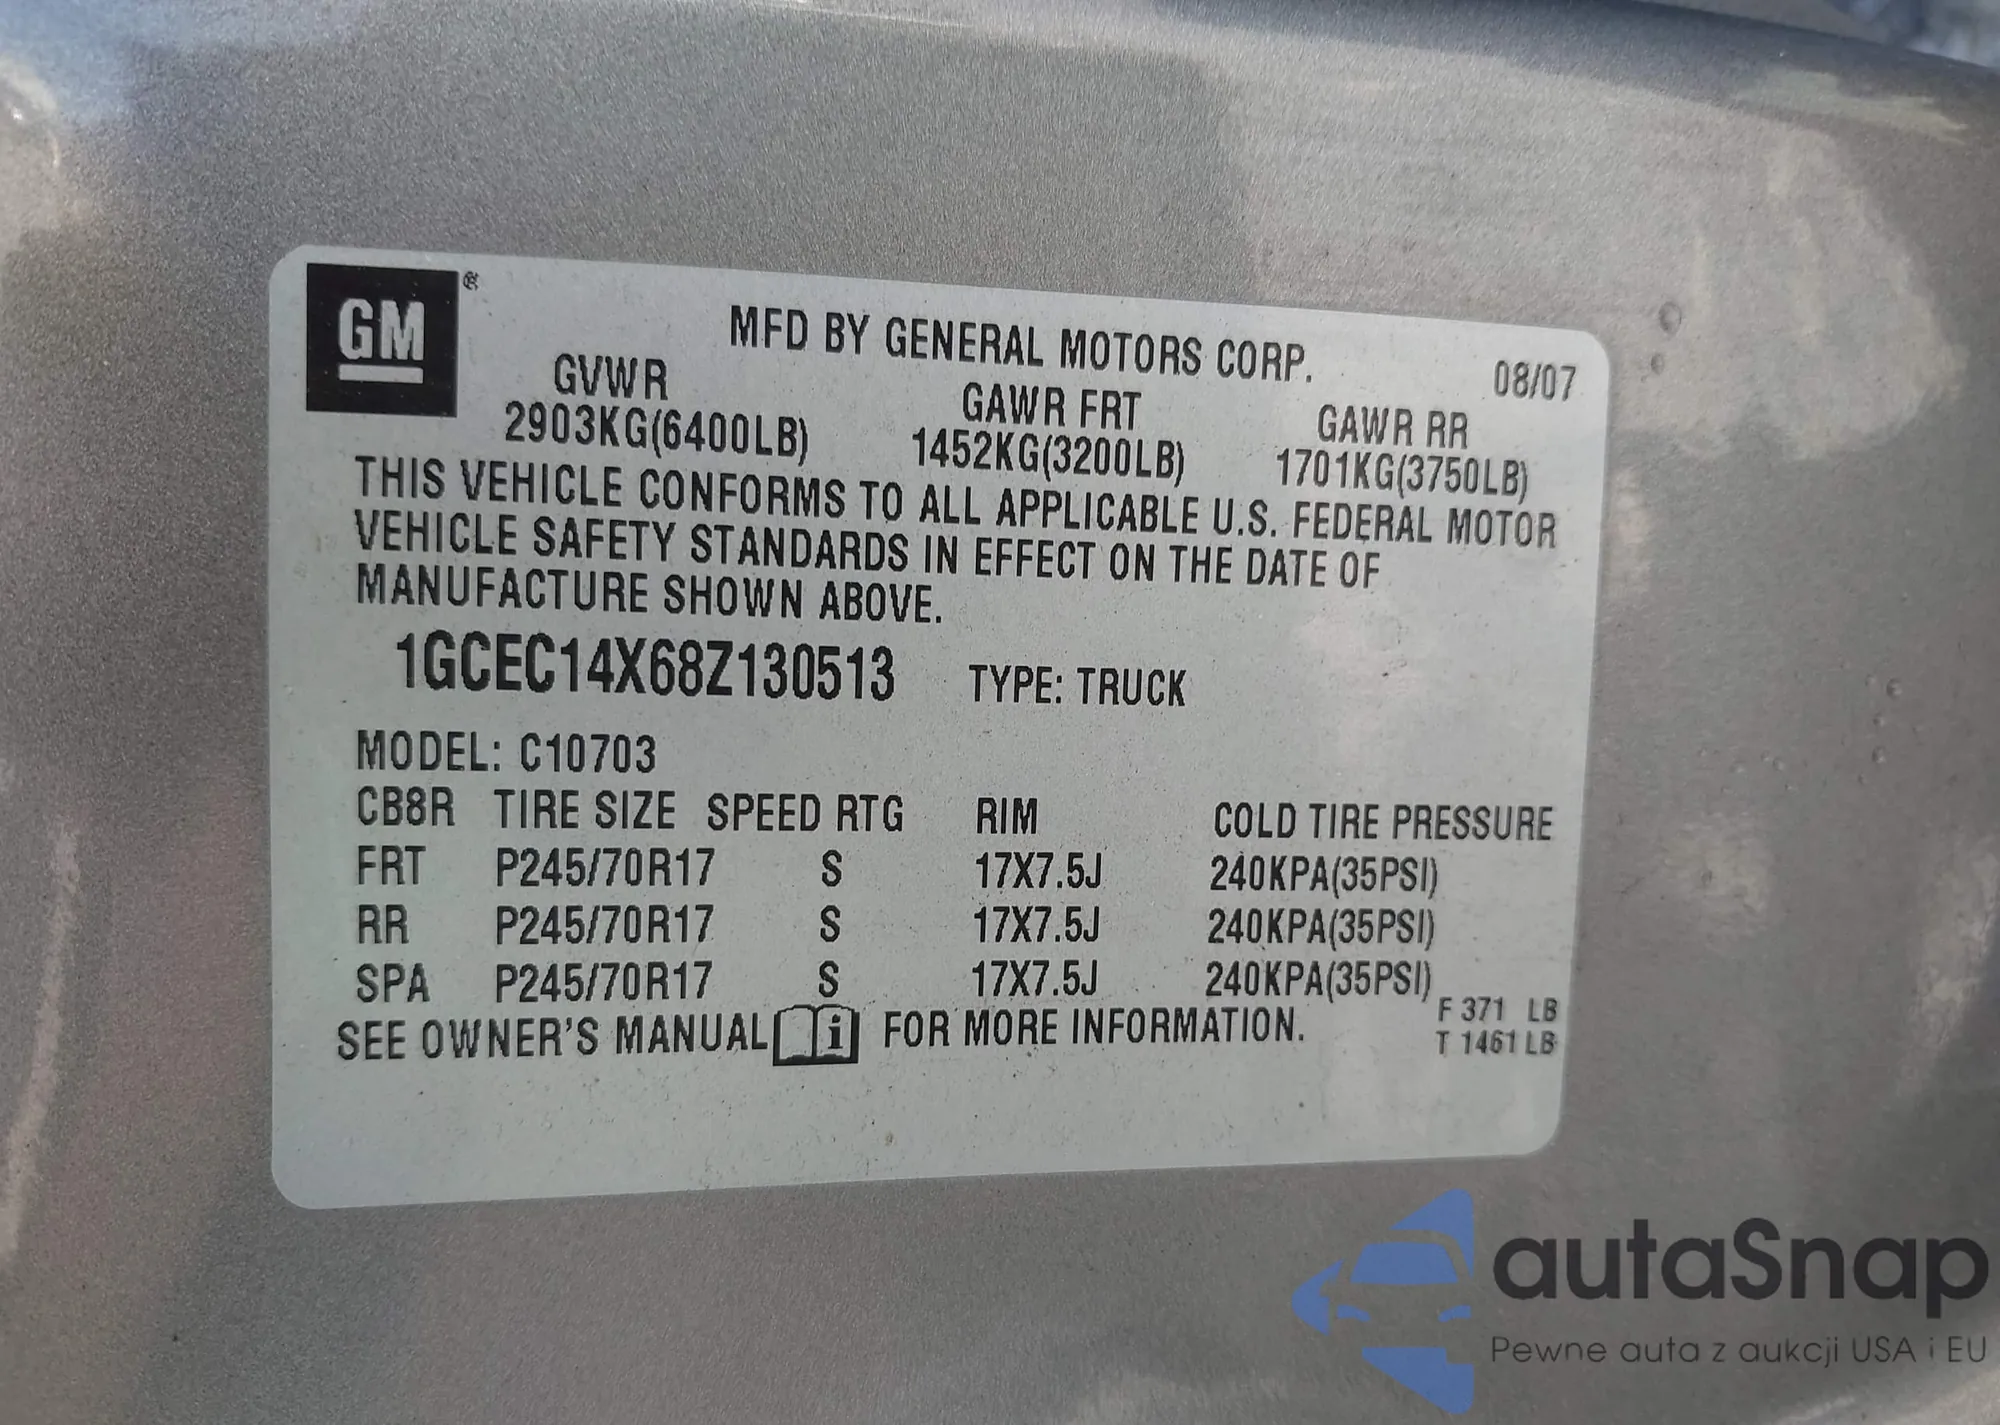 GM®
MFD BY GENERAL MOTORS CORP.
08/07
GVWR GAWR FRT GAWR RR
2903KG(6400LB) 1452KG(3200LB) 1701KG(3750LB)
THIS VEHICLE CONFORMS TO ALL APPLICABLE U.S. FEDERAL MOTOR
VEHICLE SAFETY STANDARDS IN EFFECT ON THE DATE OF
MANUFACTURE SHOWN ABOVE.
1GCEC14X68Z130513 TYPE: TRUCK
MODEL: C10703
CB8R TIRE SIZE SPEED RTG RIM COLD TIRE PRESSURE
FRT P245/70R17 S 17X7.5J 240KPA(35PSI)
RR P245/70R17 S 17X7.5J 240KPA(35PSI)
SPA P245/70R17 S 17X7.5J 240KPA(35PSI)
SEE OWNER'S MANUAL i FOR MORE INFORMATION.
F 371 LB
T 1461 LB
autaSnap
Pewne auta z aukcji USA i EU